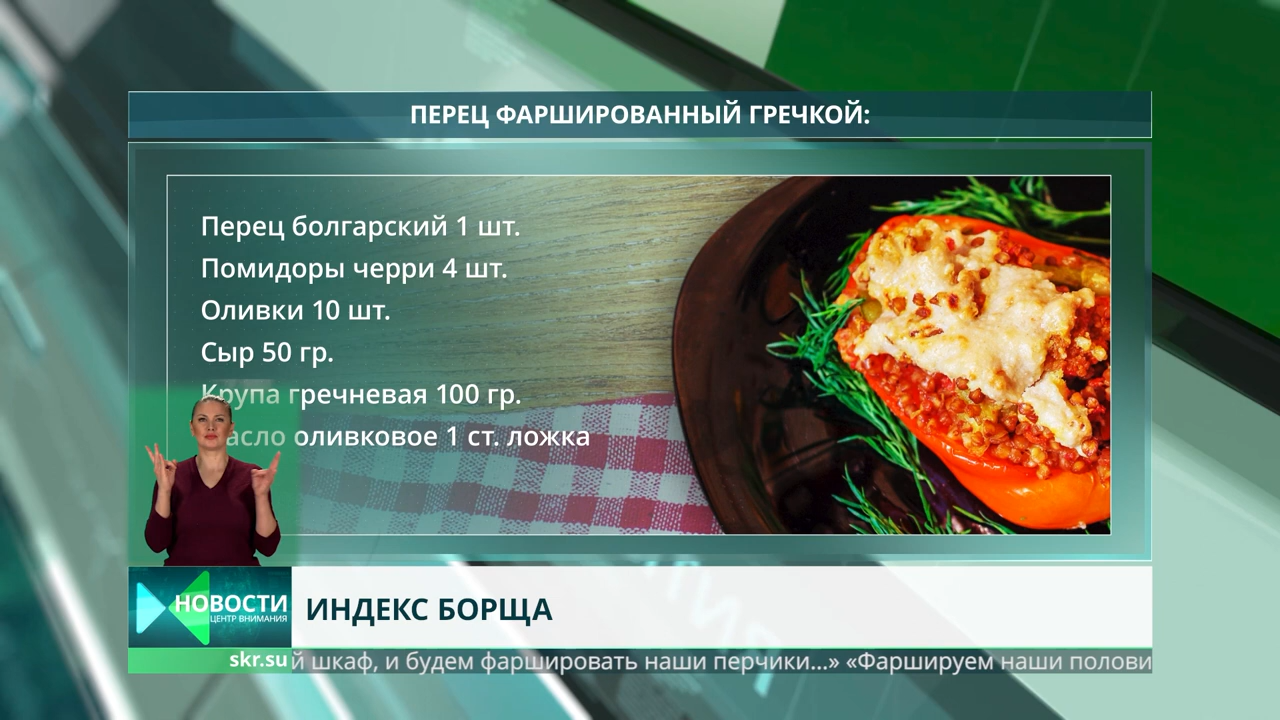 ПЕРЕЦ ФАРШИРОВАННЫЙ ГРЕЧКОЙ:
Перец болгарский 1 шт.
Помидоры черри 4 шт.
Оливки 10 шт.
Сыр 50 гр.
Крупа гречневая 100 гр.
Масло оливковое 1 ст. ложка
НОВОСТИ
ЦЕНТР ВНИМАНИЯ
ИНДЕКС БОРЩА
skr.su
й шкаф, и будем фаршировать наши перчики...» «Фаршируем наши полови